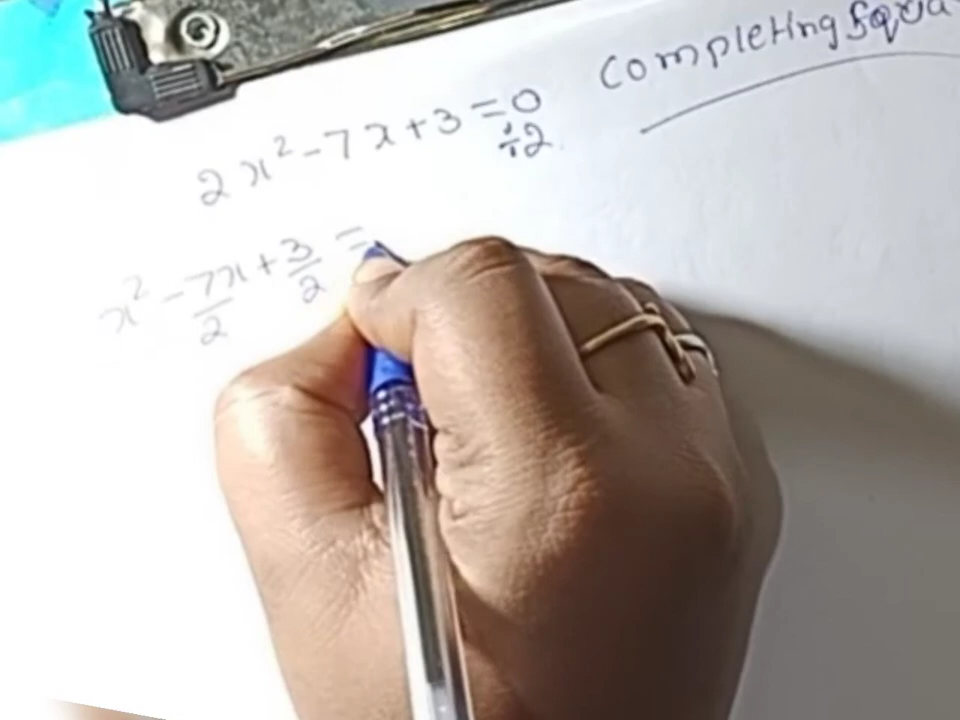 completing
2x² - 7x + 3 = 0
÷2
x² - 7x/2 + 3/2 =